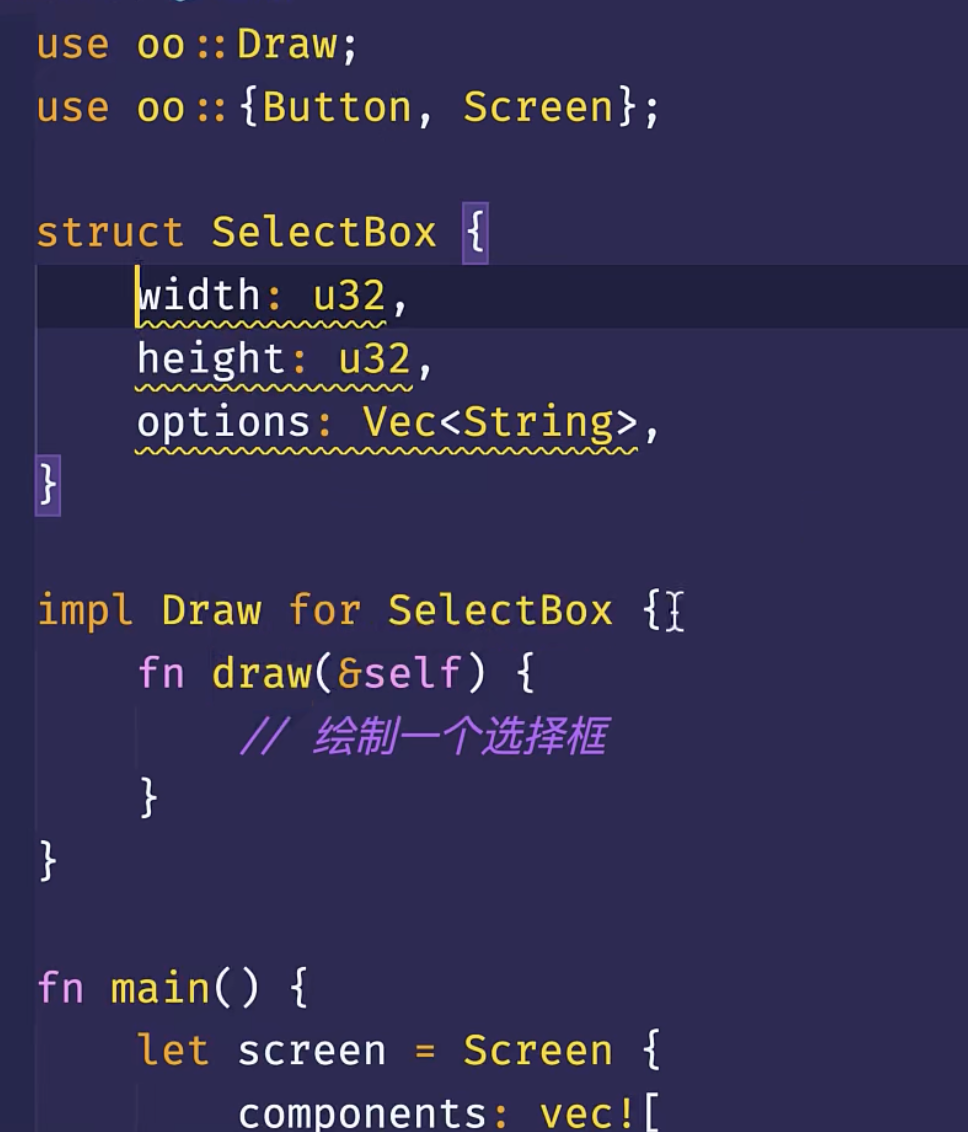 use oo::Draw;
use oo::{Button, Screen};
struct SelectBox {
width: u32,
height: u32,
options: Vec<String>,
}
impl Draw for SelectBox {
fn draw(&self) {
// 绘制一个选择框
}
}
fn main() {
let screen = Screen {
components: vec![